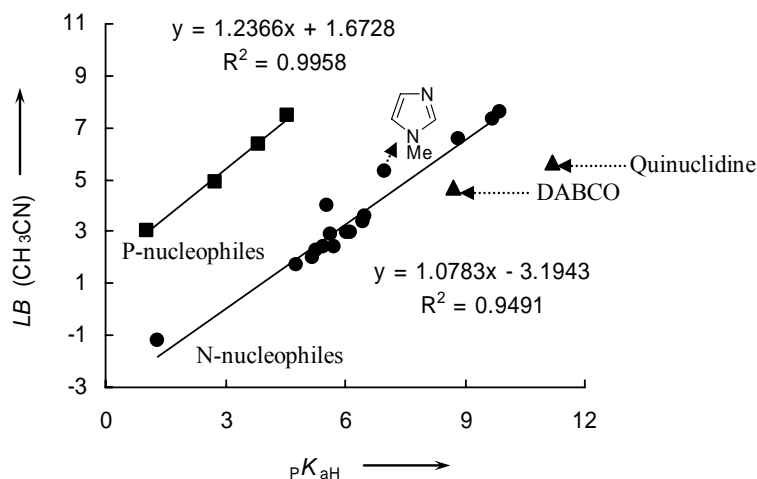 11
9
7
5
3
1
-1
-3
LB (CH₃CN)
y = 1.2366x + 1.6728
R² = 0.9958
N
N
Me
Quinuclidine
DABCO
P-nucleophiles
y = 1.0783x - 3.1943
R² = 0.9491
N-nucleophiles
0 3 6 9 12
PKaH